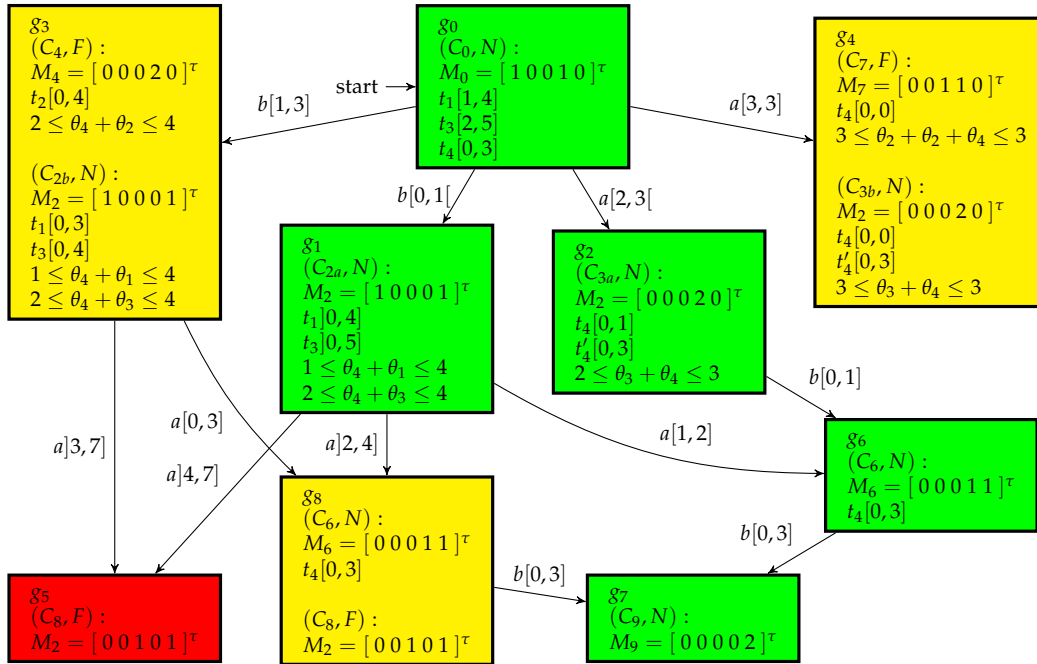 g₃
(C₄, F) :
M₄ = [ 0 0 0 2 0 ]^τ
t₂[0, 4]
2 ≤ θ₄ + θ₂ ≤ 4
(C₂b, N) :
M₂ = [ 1 0 0 0 1 ]^τ
t₁[0, 3]
t₃[0, 4]
1 ≤ θ₄ + θ₁ ≤ 4
2 ≤ θ₄ + θ₃ ≤ 4
g₀
(C₀, N) :
M₀ = [ 1 0 0 1 0 ]^τ
t₁[1, 4]
t₃[2, 5]
t₄[0, 3]
start
g₄
(C₇, F) :
M₇ = [ 0 0 1 1 0 ]^τ
t₄[0, 0]
3 ≤ θ₂ + θ₂ + θ₄ ≤ 3
(C₃b, N) :
M₂ = [ 0 0 0 2 0 ]^τ
t₄[0, 0]
t′₄[0, 3]
3 ≤ θ₃ + θ₄ ≤ 3
b[1, 3]
a[3, 3]
b[0, 1[
a[2, 3[
g₁
(C₂a, N) :
M₂ = [ 1 0 0 0 1 ]^τ
t₁]0, 4]
t₃]0, 5]
1 ≤ θ₄ + θ₁ ≤ 4
2 ≤ θ₄ + θ₃ ≤ 4
g₂
(C₃a, N) :
M₂ = [ 0 0 0 2 0 ]^τ
t₄[0, 1]
t′₄[0, 3]
2 ≤ θ₃ + θ₄ ≤ 3
b[0, 1]
a]3, 7]
a[0, 3]
a]4, 7]
a]2, 4]
a[1, 2]
g₆
(C₆, N) :
M₆ = [ 0 0 0 1 1 ]^τ
t₄[0, 3]
g₈
(C₆, N) :
M₆ = [ 0 0 0 1 1 ]^τ
t₄[0, 3]
(C₈, F) :
M₂ = [ 0 0 1 0 1 ]^τ
b[0, 3]
b[0, 3]
g₅
(C₈, F) :
M₂ = [ 0 0 1 0 1 ]^τ
g₇
(C₉, N) :
M₉ = [ 0 0 0 0 2 ]^τ